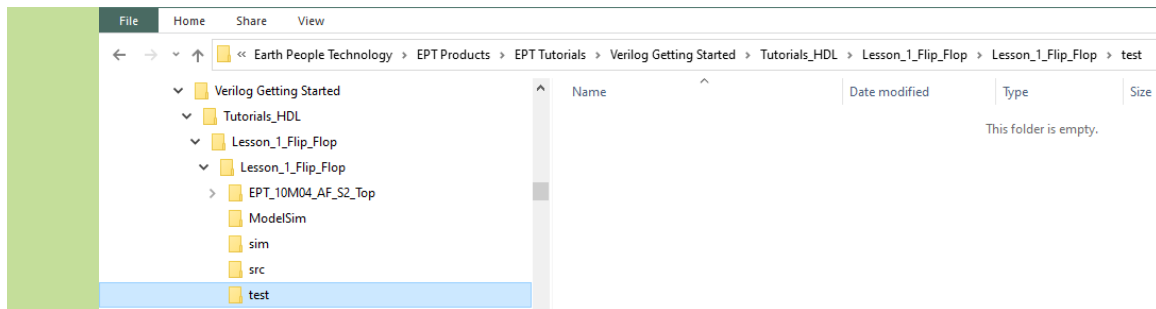 File Home Share View
« Earth People Technology > EPT Products > EPT Tutorials > Verilog Getting Started > Tutorials_HDL > Lesson_1_Flip_Flop > Lesson_1_Flip_Flop > test
Verilog Getting Started
Name Date modified Type Size
Tutorials_HDL
This folder is empty.
Lesson_1_Flip_Flop
Lesson_1_Flip_Flop
EPT_10M04_AF_S2_Top
ModelSim
sim
src
test